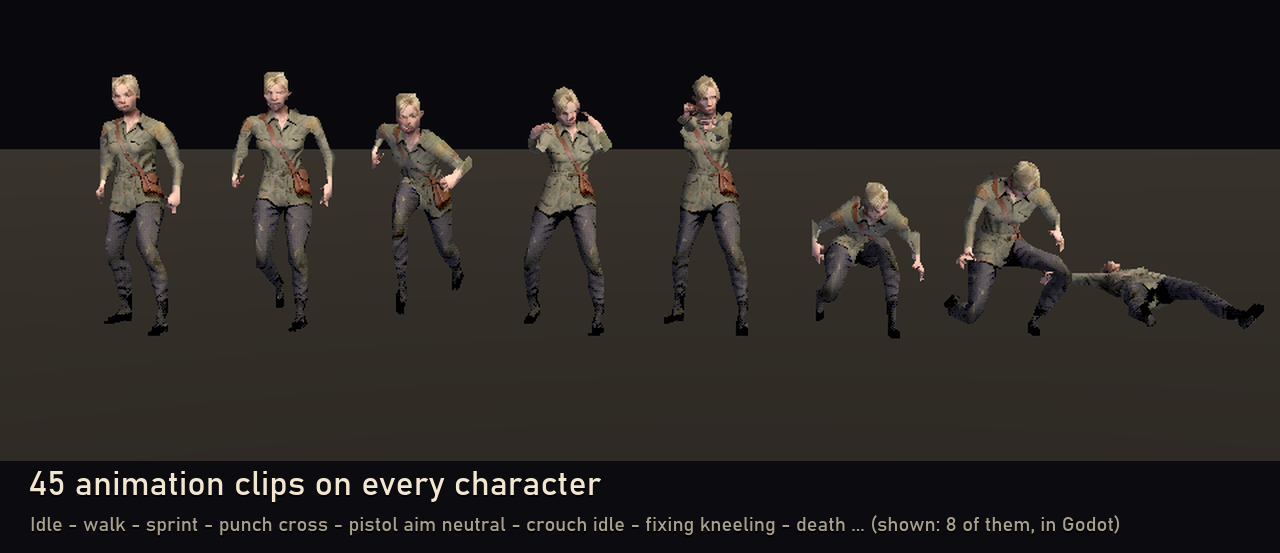 45 animation clips on every character
Idle - walk - sprint - punch cross - pistol aim neutral - crouch idle - fixing kneeling - death ... (shown: 8 of them, in Godot)